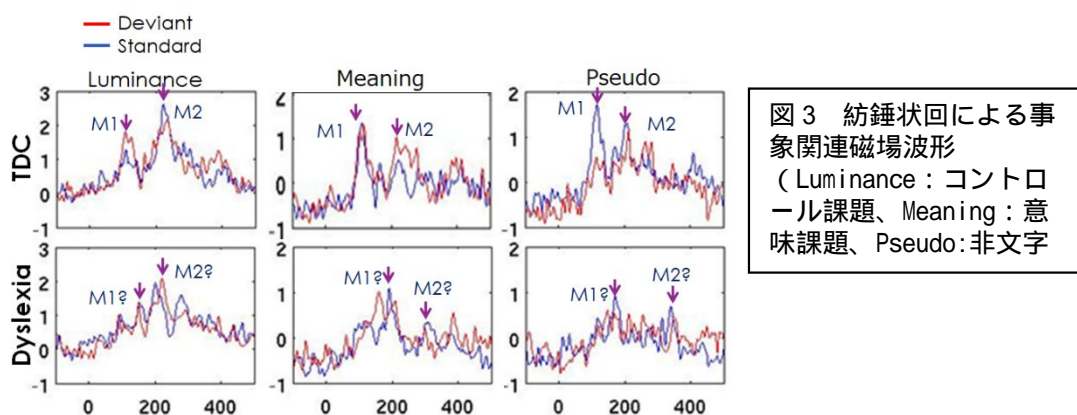 Deviant
Standard
Luminance
Meaning
Pseudo
TDC
3
2
1
0
-1
M1
M2
2
1
0
-1
M1
M2
2
1
0
-1
M1
M2
Dyslexia
3
2
1
0
-1
M1?
M2?
2
1
0
-1
M1?
M2?
2
1
0
-1
M1?
M2?
0 200 400
0 200 400
0 200 400
図3 紡錘状回による事
象関連磁場波形
(Luminance:コントロ
ール課題、Meaning:意
味課題、Pseudo:非文字